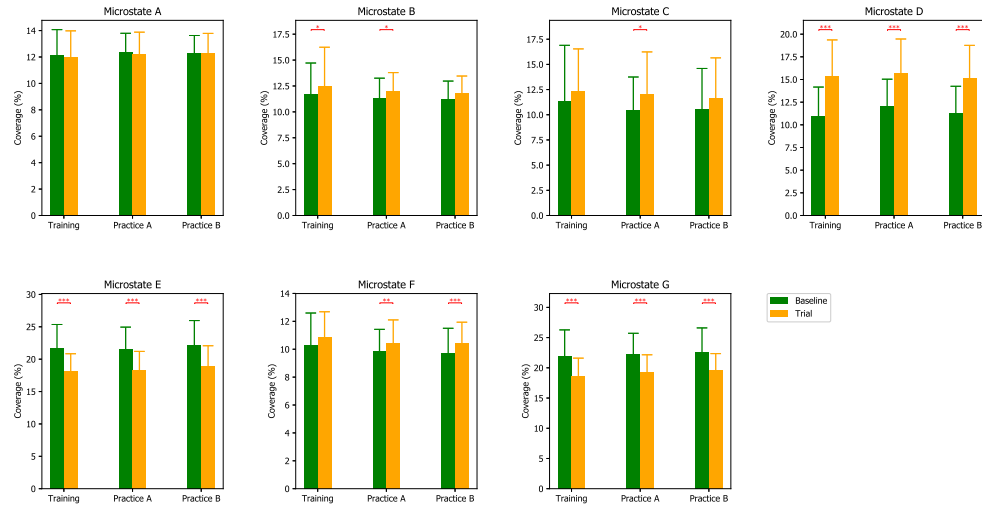 Microstate A
Coverage (%)
14
12
10
8
6
4
2
0
Training Practice A Practice B
Microstate B
* *
Coverage (%)
17.5
15.0
12.5
10.0
7.5
5.0
2.5
0.0
Training Practice A Practice B
Microstate C
*
Coverage (%)
17.5
15.0
12.5
10.0
7.5
5.0
2.5
0.0
Training Practice A Practice B
Microstate D
*** *** ***
Coverage (%)
20.0
17.5
15.0
12.5
10.0
7.5
5.0
2.5
0.0
Training Practice A Practice B
Microstate E
*** *** ***
Coverage (%)
30
25
20
15
10
5
0
Training Practice A Practice B
Microstate F
** ***
Coverage (%)
14
12
10
8
6
4
2
0
Training Practice A Practice B
Microstate G
*** *** ***
Coverage (%)
30
25
20
15
10
5
0
Training Practice A Practice B
Baseline
Trial